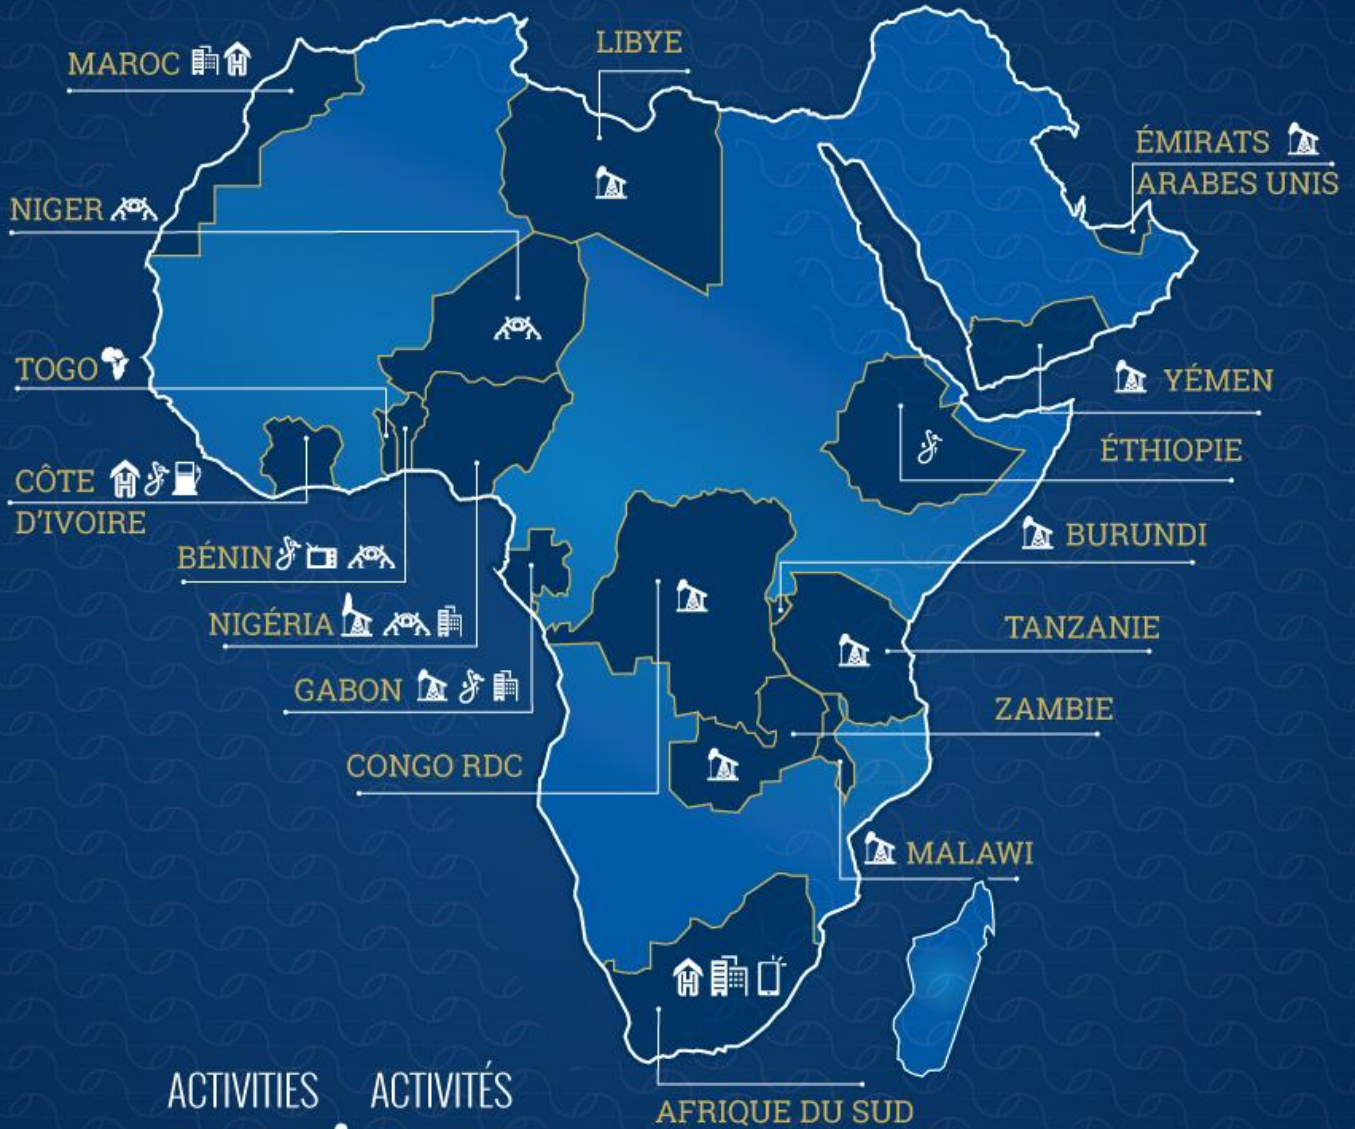 LIBYE
MAROC
ÉMIRATS
ARABES UNIS
NIGER
TOGO
YÉMEN
ÉTHIOPIE
CÔTE
D'IVOIRE
BURUNDI
BÉNIN
NIGÉRIA
TANZANIE
GABON
ZAMBIE
CONGO RDC
MALAWI
ACTIVITIES ACTIVITÉS
AFRIQUE DU SUD